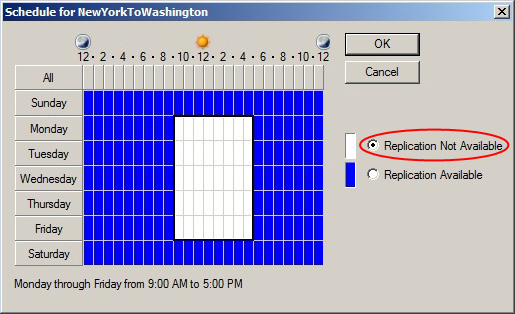 Schedule for NewYorkToWashington
OK
12 · 2 · 4 · 6 · 8 · 10 · 12 · 2 · 4 · 6 · 8 · 10 · 12
Cancel
All
Sunday
Monday
Tuesday
Wednesday
Thursday
Friday
Saturday
Replication Not Available
Replication Available
Monday through Friday from 9:00 AM to 5:00 PM